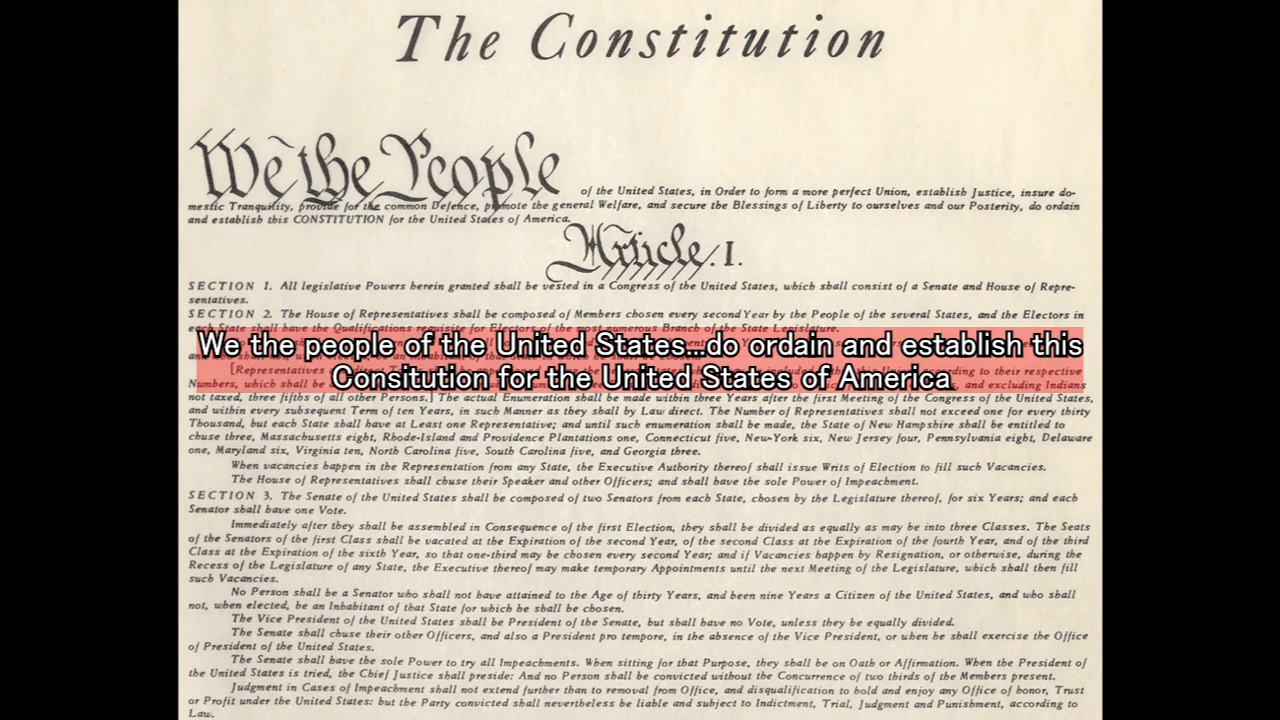 The Constitution
We the People of the United States, in Order to form a more perfect Union, establish Justice, insure do-
mestic Tranquility, provide for the common Defence, promote the general Welfare, and secure the Blessings of Liberty to ourselves and our Posterity, do ordain
and establish this CONSTITUTION for the United States of America.
Article. I.
SECTION 1. All legislative Powers herein granted shall be vested in a Congress of the United States, which shall consist of a Senate and House of Repre-
sentatives.
SECTION 2. The House of Representatives shall be composed of Members chosen every second Year by the People of the several States, and the Electors in
each State shall have the Qualifications requisite for Electors of the most numerous Branch of the State Legislature.
We the people of the United States...do ordain and establish this
Consitution for the United States of America
[Representatives according to their respective
Numbers, which shall be and excluding Indians
not taxed, three fifths of all other Persons.] The actual Enumeration shall be made within three Years after the first Meeting of the Congress of the United States,
and within every subsequent Term of ten Years, in such Manner as they shall by Law direct. The Number of Representatives shall not exceed one for every thirty
Thousand, but each State shall have at Least one Representative; and until such enumeration shall be made, the State of New Hampshire shall be entitled to
chuse three, Massachusetts eight, Rhode-Island and Providence Plantations one, Connecticut five, New-York six, New Jersey four, Pennsylvania eight, Delaware
one, Maryland six, Virginia ten, North Carolina five, South Carolina five, and Georgia three.
When vacancies happen in the Representation from any State, the Executive Authority thereof shall issue Writs of Election to fill such Vacancies.
The House of Representatives shall chuse their Speaker and other Officers; and shall have the sole Power of Impeachment.
SECTION 3. The Senate of the United States shall be composed of two Senators from each State, chosen by the Legislature thereof, for six Years; and each
Senator shall have one Vote.
Immediately after they shall be assembled in Consequence of the first Election, they shall be divided as equally as may be into three Classes. The Seats
of the Senators of the first Class shall be vacated at the Expiration of the second Year, of the second Class at the Expiration of the fourth Year, and of the third
Class at the Expiration of the sixth Year, so that one-third may be chosen every second Year; and if Vacancies happen by Resignation, or otherwise, during the
Recess of the Legislature of any State, the Executive thereof may make temporary Appointments until the next Meeting of the Legislature, which shall then fill
such Vacancies.
No Person shall be a Senator who shall not have attained to the Age of thirty Years, and been nine Years a Citizen of the United States, and who shall
not, when elected, be an Inhabitant of that State for which he shall be chosen.
The Vice President of the United States shall be President of the Senate, but shall have no Vote, unless they be equally divided.
The Senate shall chuse their other Officers, and also a President pro tempore, in the absence of the Vice President, or when he shall exercise the Office
of President of the United States.
The Senate shall have the sole Power to try all Impeachments. When sitting for that Purpose, they shall be on Oath or Affirmation. When the President of
the United States is tried, the Chief Justice shall preside: And no Person shall be convicted without the Concurrence of two thirds of the Members present.
Judgment in Cases of Impeachment shall not extend further than to removal from Office, and disqualification to hold and enjoy any Office of honor, Trust
or Profit under the United States: but the Party convicted shall nevertheless be liable and subject to Indictment, Trial, Judgment and Punishment, according to
Law.